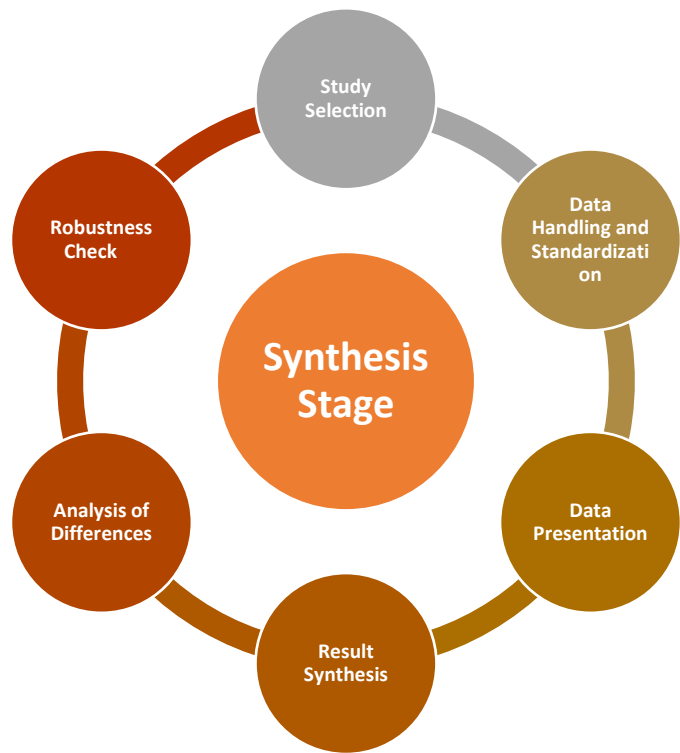 Study
Selection
Data
Handling and
Standardizati
on
Data
Presentation
Result
Synthesis
Analysis of
Differences
Robustness
Check
Synthesis
Stage